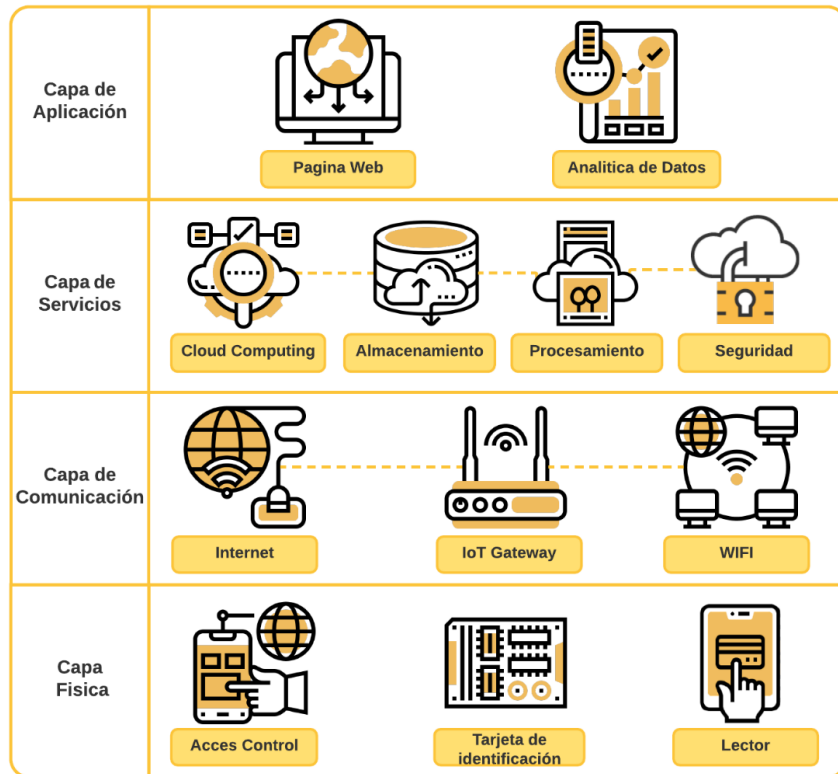 Capa de
Aplicación
Pagina Web
Analitica de Datos
Capa de
Servicios
Cloud Computing
Almacenamiento
Procesamiento
Seguridad
Capa de
Comunicación
Internet
IoT Gateway
WIFI
Capa
Fisica
Acces Control
Tarjeta de
identificación
Lector